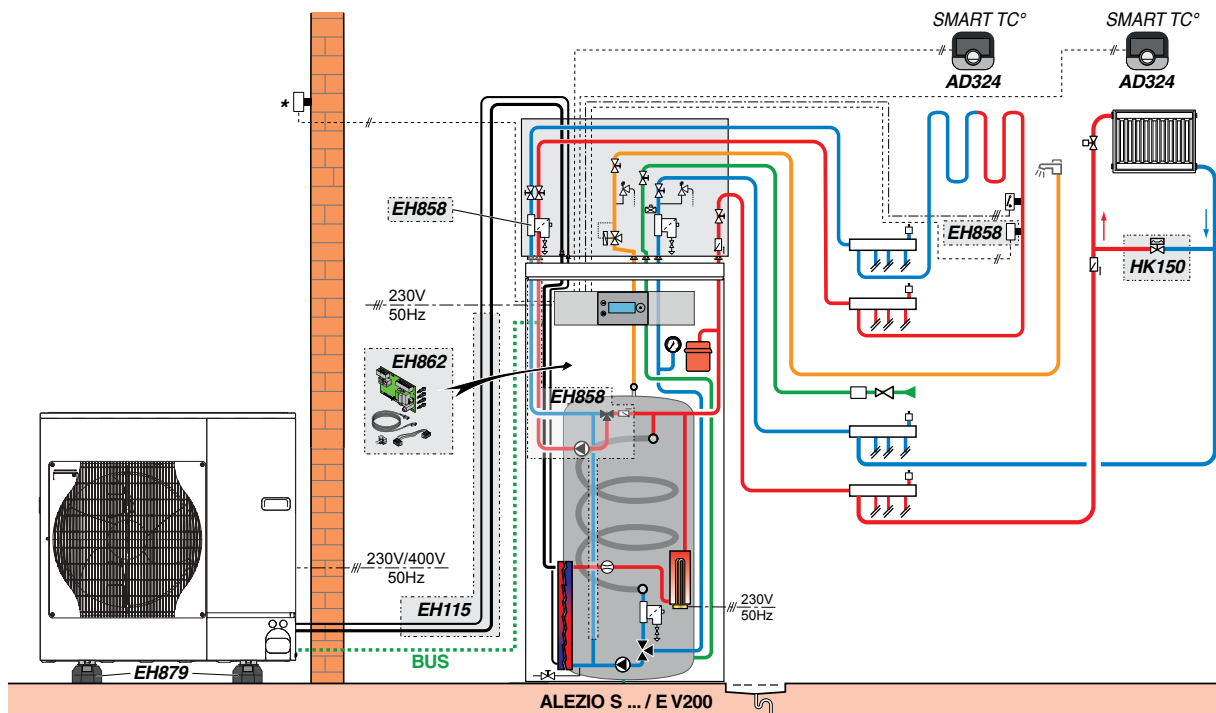 SMART TC°
AD324
SMART TC°
AD324
*
EH858
EH858
HK150
230V
50Hz
EH862
EH858
230V/400V
50Hz
EH115
230V
50Hz
BUS
EH879
ALEZIO S ... / E V200